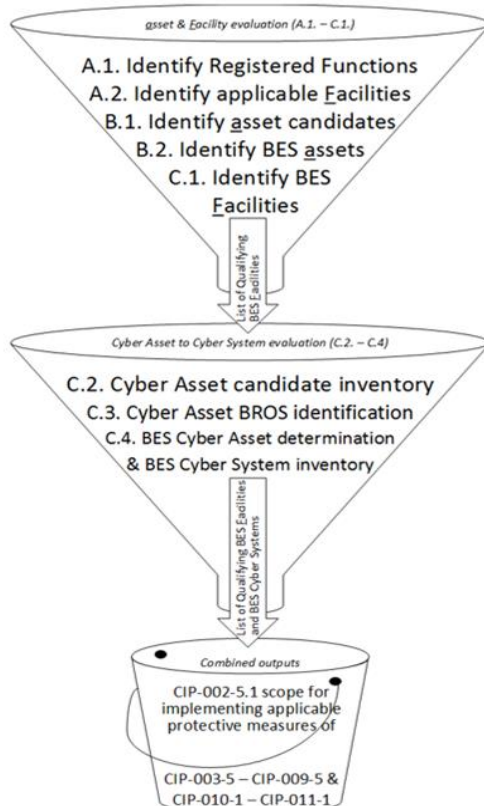 asset & Facility evaluation (A.1. – C.1.)
A.1. Identify Registered Functions
A.2. Identify applicable Facilities
B.1. Identify asset candidates
B.2. Identify BES assets
C.1. Identify BES
Facilities
List of Qualifying
BES Facilities
Cyber Asset to Cyber System evaluation (C.2. – C.4)
C.2. Cyber Asset candidate inventory
C.3. Cyber Asset BROS identification
C.4. BES Cyber Asset determination
& BES Cyber System inventory
List of Qualifying BES Facilities
and BES Cyber Systems
Combined outputs
CIP-002-5.1 scope for
implementing applicable
protective measures of
CIP-003-5 – CIP-009-5 &
CIP-010-1 – CIP-011-1